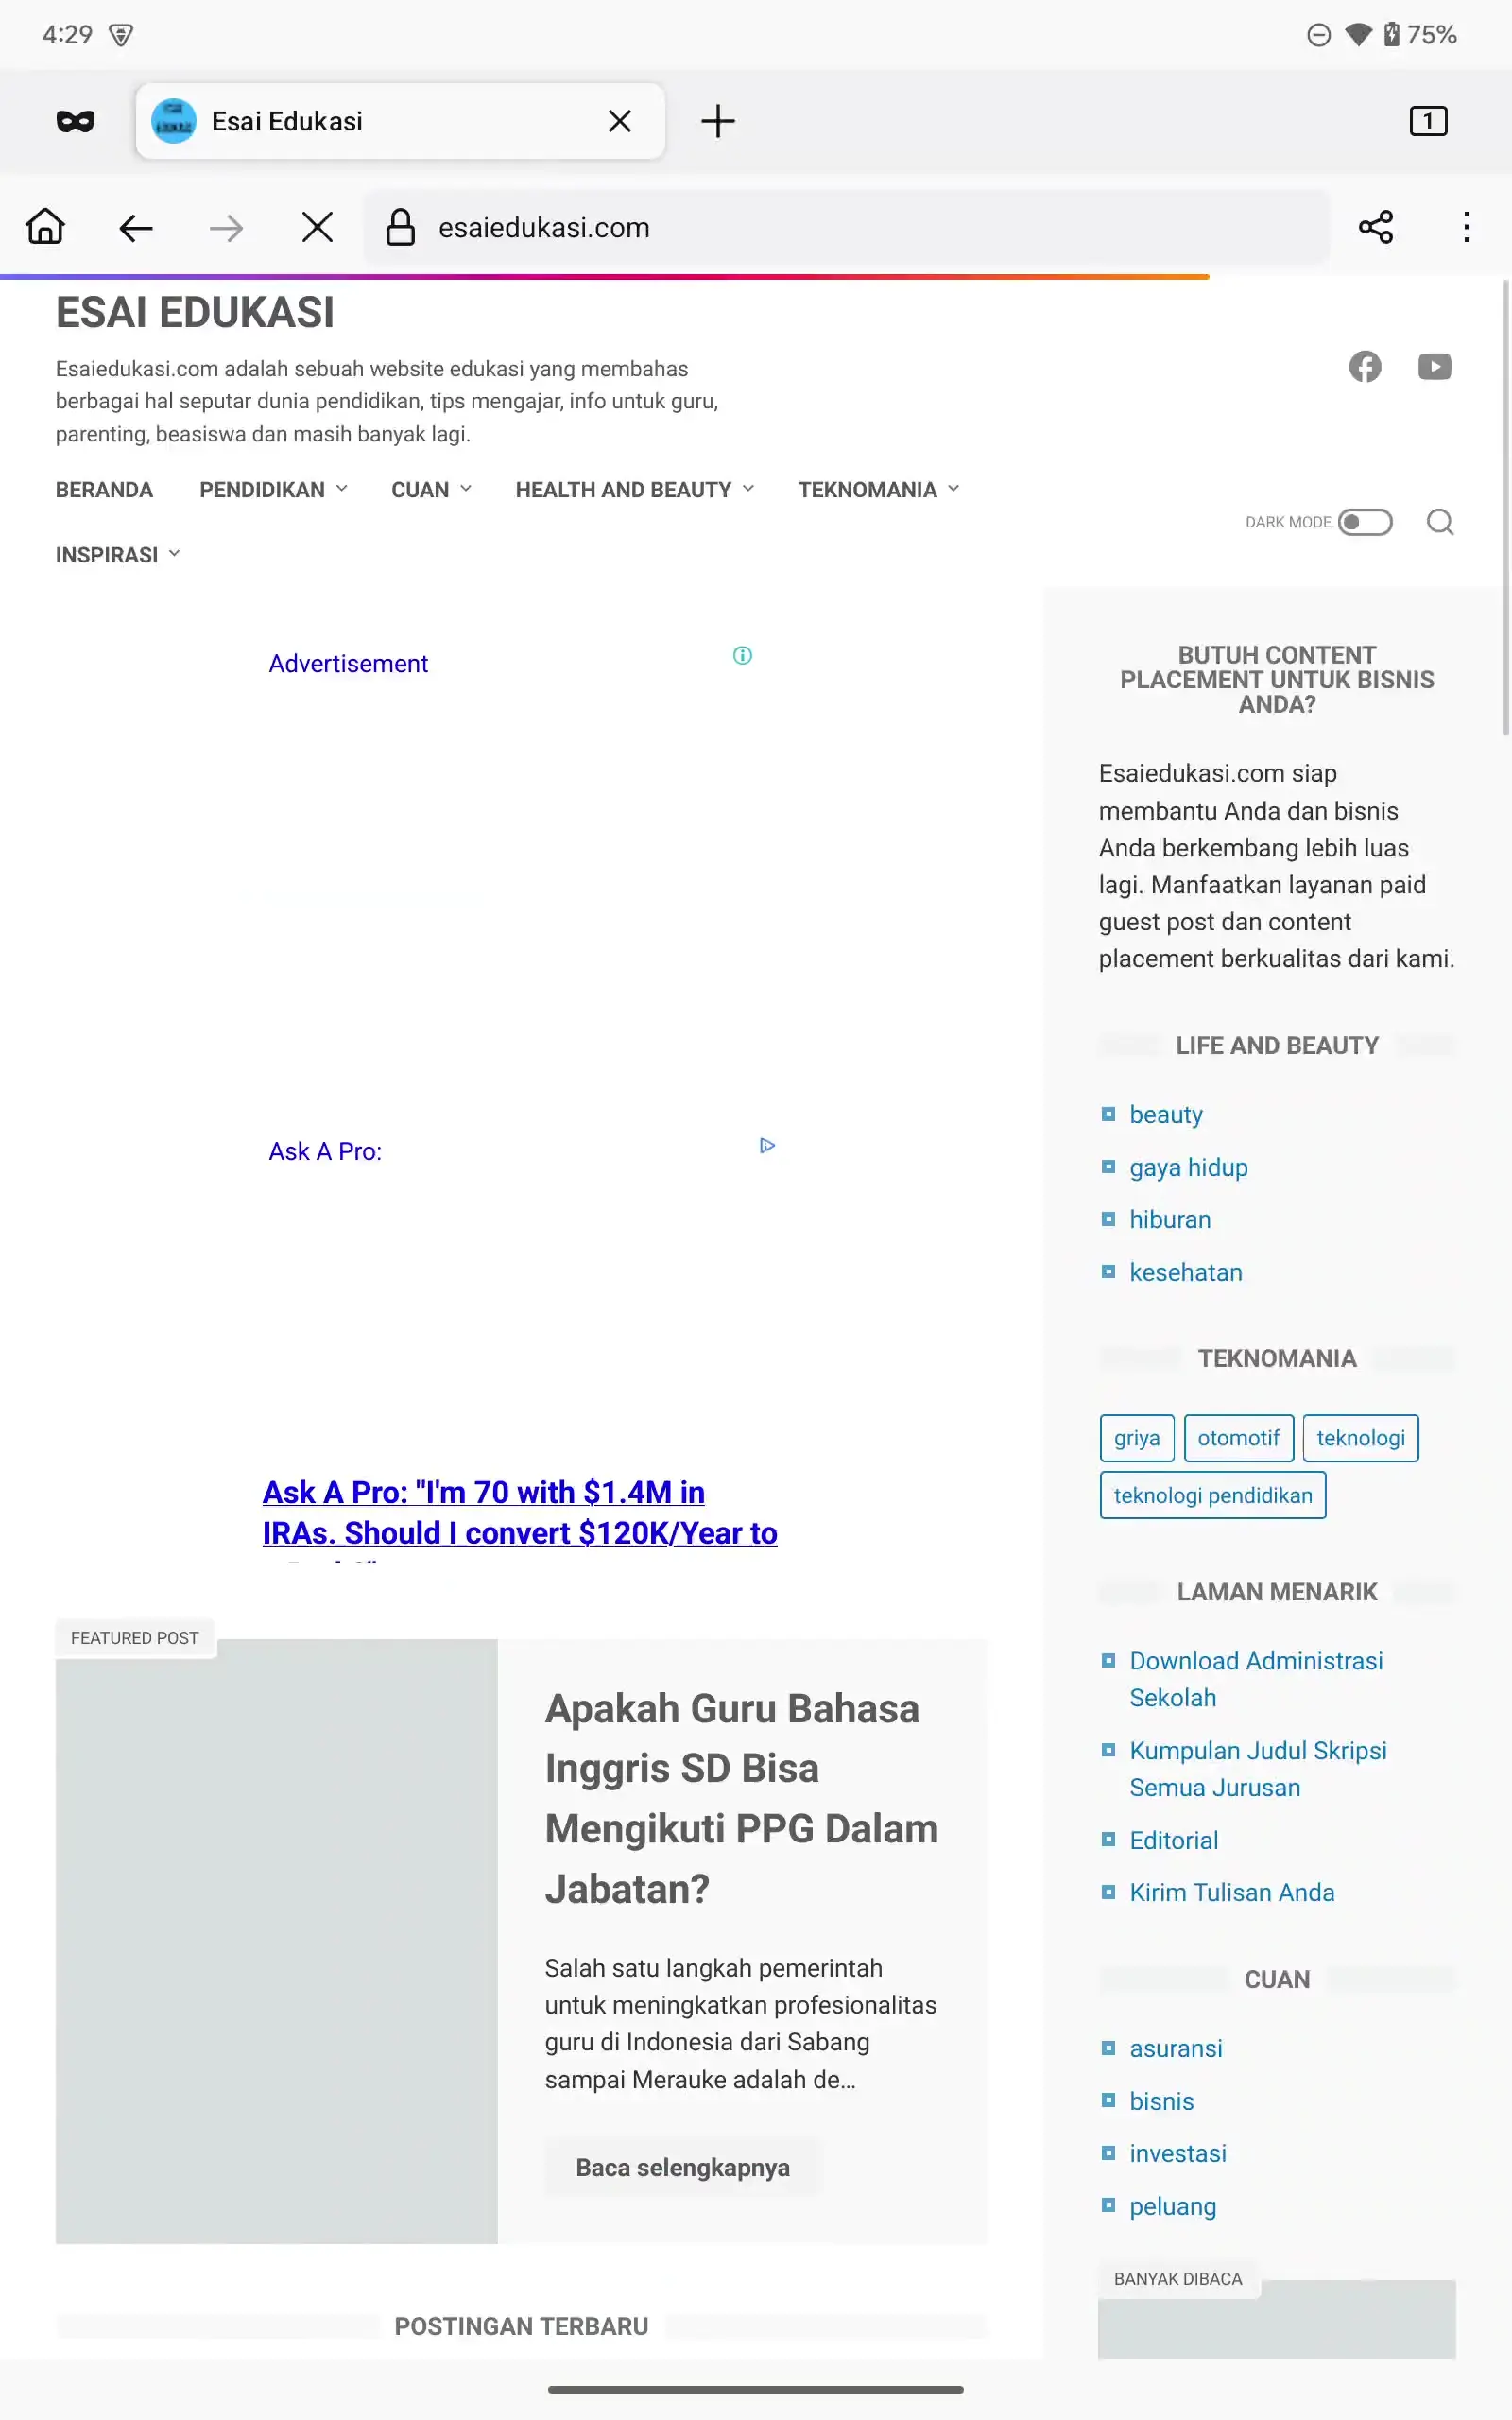 4:29
75%
Esai Edukasi
1
esaiedukasi.com
ESAI EDUKASI
Esaiedukasi.com adalah sebuah website edukasi yang membahas
berbagai hal seputar dunia pendidikan, tips mengajar, info untuk guru,
parenting, beasiswa dan masih banyak lagi.
BERANDA
PENDIDIKAN
CUAN
HEALTH AND BEAUTY
TEKNOMANIA
INSPIRASI
DARK MODE
Advertisement
Ask A Pro:
Ask A Pro: "I'm 70 with $1.4M in
IRAs. Should I convert $120K/Year to
FEATURED POST
Apakah Guru Bahasa
Inggris SD Bisa
Mengikuti PPG Dalam
Jabatan?
Salah satu langkah pemerintah
untuk meningkatkan profesionalitas
guru di Indonesia dari Sabang
sampai Merauke adalah de…
Baca selengkapnya
POSTINGAN TERBARU
BUTUH CONTENT
PLACEMENT UNTUK BISNIS
ANDA?
Esaiedukasi.com siap
membantu Anda dan bisnis
Anda berkembang lebih luas
lagi. Manfaatkan layanan paid
guest post dan content
placement berkualitas dari kami.
LIFE AND BEAUTY
beauty
gaya hidup
hiburan
kesehatan
TEKNOMANIA
griya
otomotif
teknologi
teknologi pendidikan
LAMAN MENARIK
Download Administrasi
Sekolah
Kumpulan Judul Skripsi
Semua Jurusan
Editorial
Kirim Tulisan Anda
CUAN
asuransi
bisnis
investasi
peluang
BANYAK DIBACA